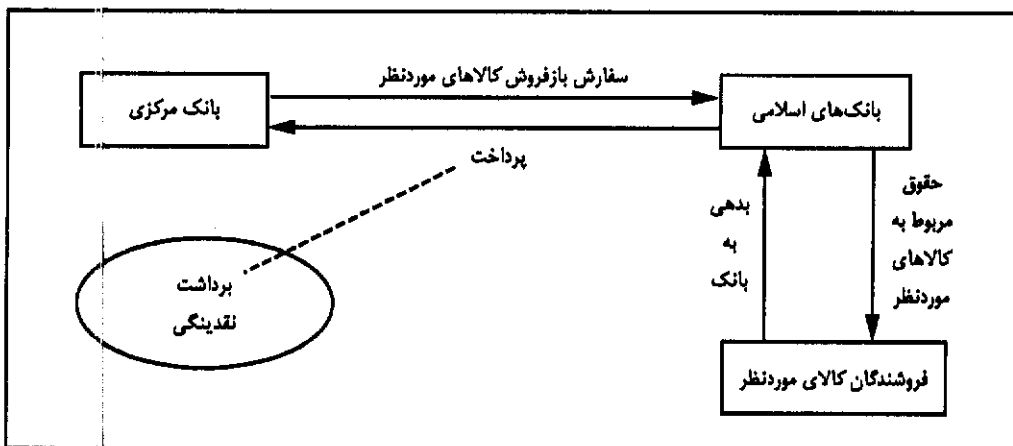 سفارش بازفروش کالاهای موردنظر
بانک‌های اسلامی
بانک مرکزی
پرداخت
حقوق
مربوط به
کالاهای
موردنظر
بدهی
به
بانک
برداشت
نقدینگی
فروشندگان کالای موردنظر